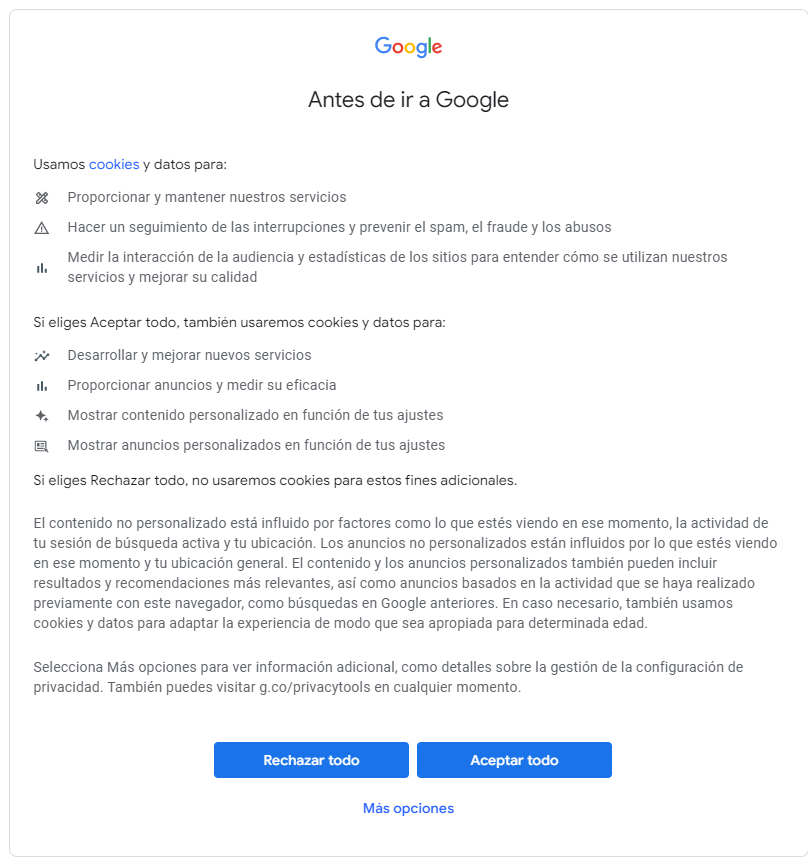 Google
Antes de ir a Google
Usamos cookies y datos para:
Proporcionar y mantener nuestros servicios
Hacer un seguimiento de las interrupciones y prevenir el spam, el fraude y los abusos
Medir la interacción de la audiencia y estadísticas de los sitios para entender cómo se utilizan nuestros
servicios y mejorar su calidad
Si eliges Aceptar todo, también usaremos cookies y datos para:
Desarrollar y mejorar nuevos servicios
Proporcionar anuncios y medir su eficacia
Mostrar contenido personalizado en función de tus ajustes
Mostrar anuncios personalizados en función de tus ajustes
Si eliges Rechazar todo, no usaremos cookies para estos fines adicionales.
El contenido no personalizado está influido por factores como lo que estés viendo en ese momento, la actividad de
tu sesión de búsqueda activa y tu ubicación. Los anuncios no personalizados están influidos por lo que estés viendo
en ese momento y tu ubicación general. El contenido y los anuncios personalizados también pueden incluir
resultados y recomendaciones más relevantes, así como anuncios basados en la actividad que se haya realizado
previamente con este navegador, como búsquedas en Google anteriores. En caso necesario, también usamos
cookies y datos para adaptar la experiencia de modo que sea apropiada para determinada edad.
Selecciona Más opciones para ver información adicional, como detalles sobre la gestión de la configuración de
privacidad. También puedes visitar g.co/privacytools en cualquier momento.
Rechazar todo
Aceptar todo
Más opciones